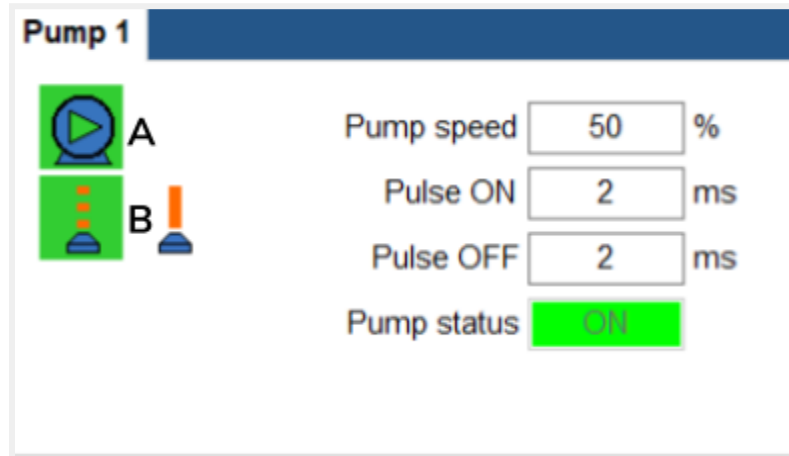 Pump 1
A
Pump speed 50 %
B
Pulse ON 2 ms
Pulse OFF 2 ms
Pump status ON